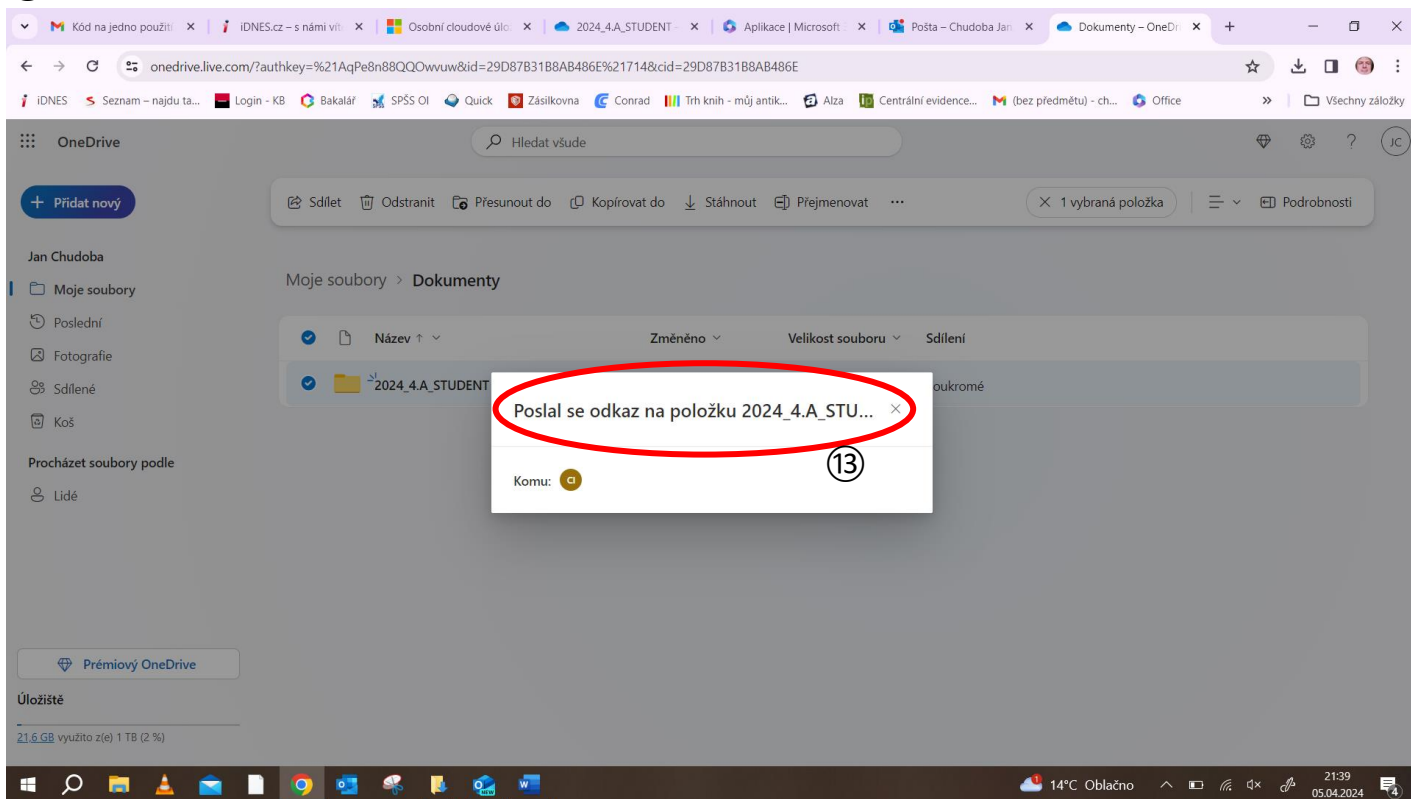 Kód na jedno použití
iDNES.cz – s námi víte
Osobní cloudové úlo
2024_4.A_STUDENT -
Aplikace | Microsoft
Pošta – Chudoba Jan
Dokumenty – OneDri
onedrive.live.com/?authkey=%21AqPe8n88QQOwvuw&id=29D87B31B8AB486E%21714&cid=29D87B31B8AB486E
iDNES
Seznam – najdu ta...
Login - KB
Bakalář
SPŠS OI
Quick
Zásilkovna
Conrad
Trh knih - můj antik...
Alza
Centrální evidence...
(bez předmětu) - ch...
Office
»
Všechny záložky
OneDrive
Hledat všude
JC
+ Přidat nový
Sdílet
Odstranit
Přesunout do
Kopírovat do
Stáhnout
Přejmenovat
...
1 vybraná položka
Podrobnosti
Jan Chudoba
Moje soubory
Poslední
Fotografie
Sdílené
Koš
Procházet soubory podle
Lidé
Moje soubory > Dokumenty
Název ↑
Změněno
Velikost souboru
Sdílení
2024_4.A_STUDENT
oukromé
Poslal se odkaz na položku 2024_4.A_STU...
⑬
Komu: CI
Prémiový OneDrive
Úložiště
21,6 GB využito z(e) 1 TB (2 %)
1
14°C Oblačno
21:39
05.04.2024
4